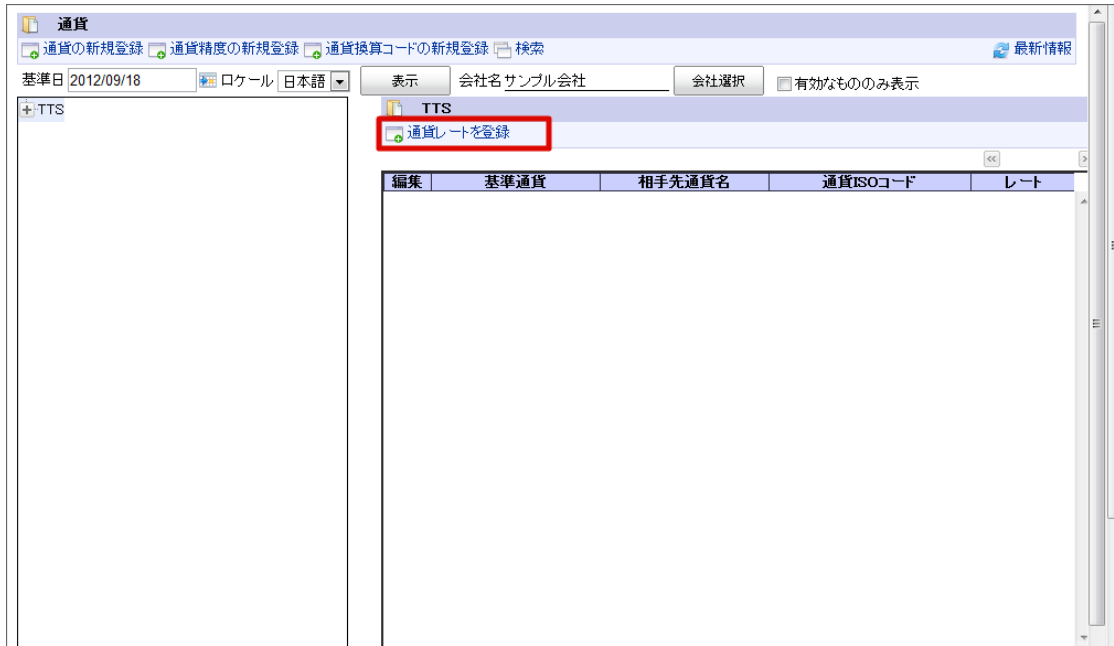 通貨
通貨の新規登録 通貨精度の新規登録 通貨換算コードの新規登録 検索 最新情報
基準日 2012/09/18 ロケール 日本語 表示 会社名 サンプル会社 会社選択 有効なもののみ表示
TTS
TTS
通貨レートを登録
編集 基準通貨 相手先通貨名 通貨ISOコード レート